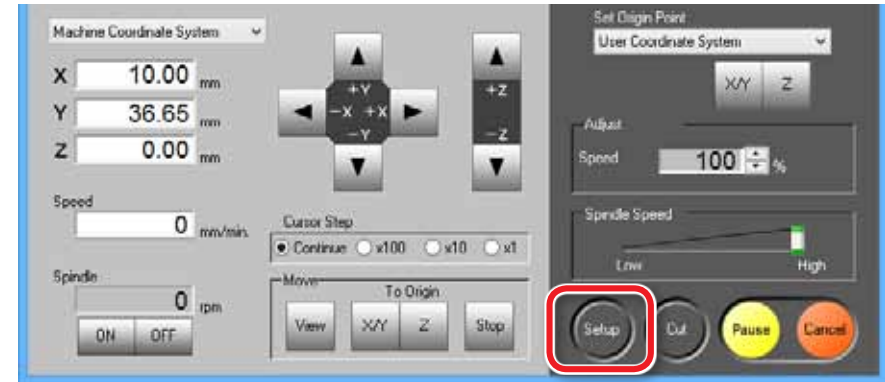 Machine Coordinate System
X 10.00 mm
Y 36.65 mm
Z 0.00 mm
Speed
0 mm/min.
Spindle
0 rpm
ON OFF
+Y
-X +X
-Y
+Z
-Z
Cursor Step
Continue x100 x10 x1
Move
To Origin
View X/Y Z Stop
Set Origin Point
User Coordinate System
X/Y Z
Adjust
Speed 100 %
Spindle Speed
Low High
Setup Cut Pause Cancel